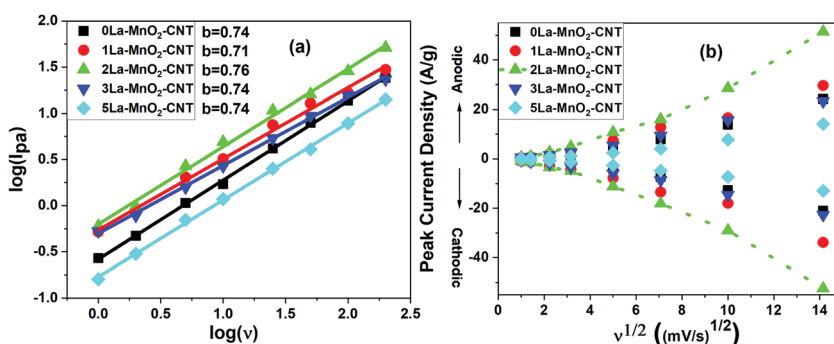 (a)
0La-MnO₂-CNT b=0.74
1La-MnO₂-CNT b=0.71
2La-MnO₂-CNT b=0.76
3La-MnO₂-CNT b=0.74
5La-MnO₂-CNT b=0.74
log(Ipa)
1.5
1.0
0.5
0.0
-0.5
-1.0
0.0 0.5 1.0 1.5 2.0 2.5
log(ν)
(b)
0La-MnO₂-CNT
1La-MnO₂-CNT
2La-MnO₂-CNT
3La-MnO₂-CNT
5La-MnO₂-CNT
Peak Current Density (A/g)
Cathodic
Anodic
40
20
0
-20
-40
0 2 4 6 8 10 12 14
ν¹/² ((mV/s)¹/²)